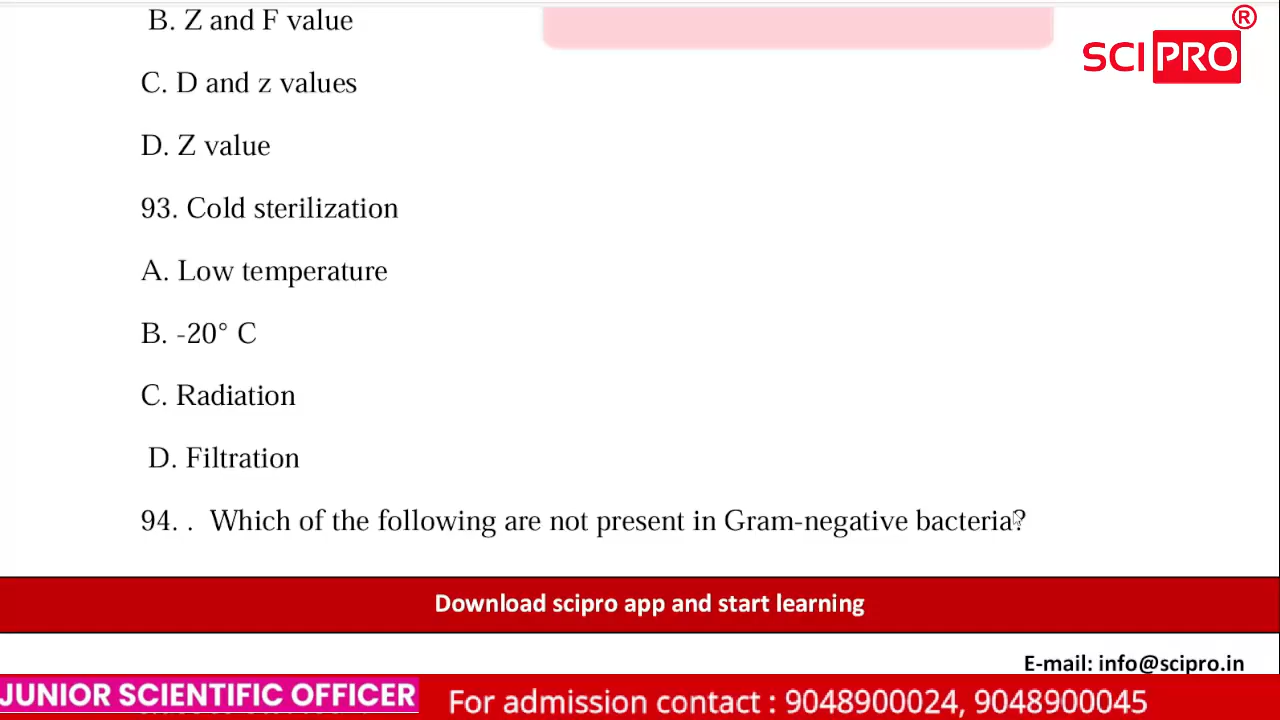 B. Z and F value
®
SCIPRO
C. D and z values
D. Z value
93. Cold sterilization
A. Low temperature
B. -20° C
C. Radiation
D. Filtration
94. . Which of the following are not present in Gram-negative bacteria?
Download scipro app and start learning
E-mail: info@scipro.in
JUNIOR SCIENTIFIC OFFICER
For admission contact : 9048900024, 9048900045